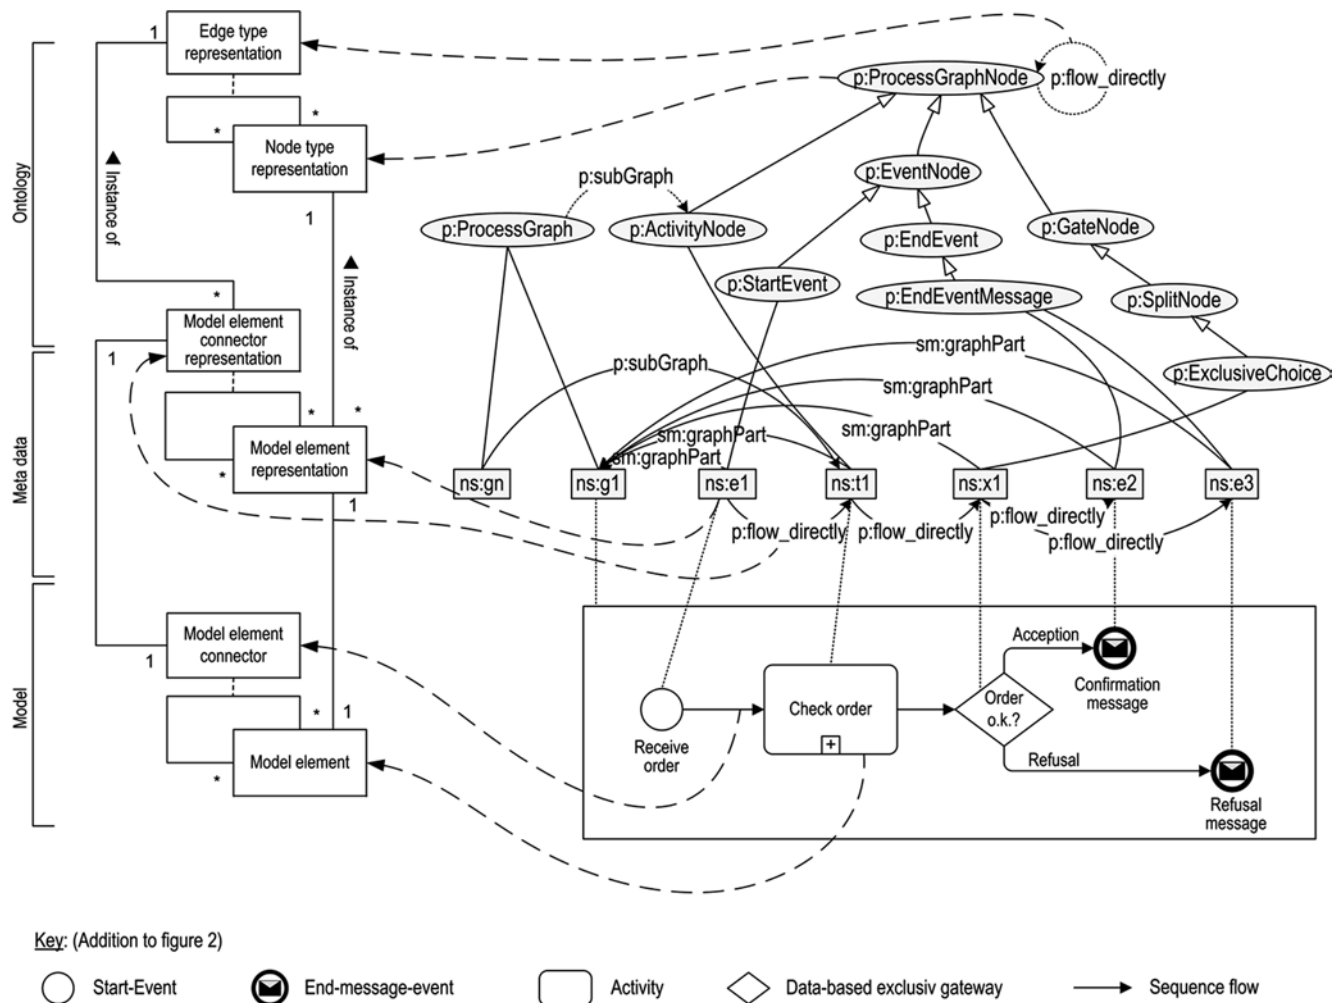 Edge type
representation
1
1
*
*
Node type
representation
1
Ontology
▲ Instance of
▲ Instance of
p:ProcessGraphNode
p:flow_directly
p:EventNode
p:subGraph
p:ProcessGraph
p:ActivityNode
p:EndEvent
p:GateNode
p:StartEvent
p:EndEventMessage
p:SplitNode
p:ExclusiveChoice
*
Model element
connector
representation
1
*
*
*
Model element
representation
1
Meta data
p:subGraph
sm:graphPart
sm:graphPart
sm:graphPart
sm:graphPart
sm:graphPart
ns:gn
ns:g1
ns:e1
ns:t1
ns:x1
ns:e2
ns:e3
p:flow_directly
p:flow_directly
p:flow_directly
p:flow_directly
Model
Model element
connector
1
*
1
*
Model element
Receive
order
Check order
+
Order
o.k.?
Acception
Confirmation
message
Refusal
Refusal
message
Key: (Addition to figure 2)
Start-Event
End-message-event
Activity
Data-based exclusiv gateway
Sequence flow